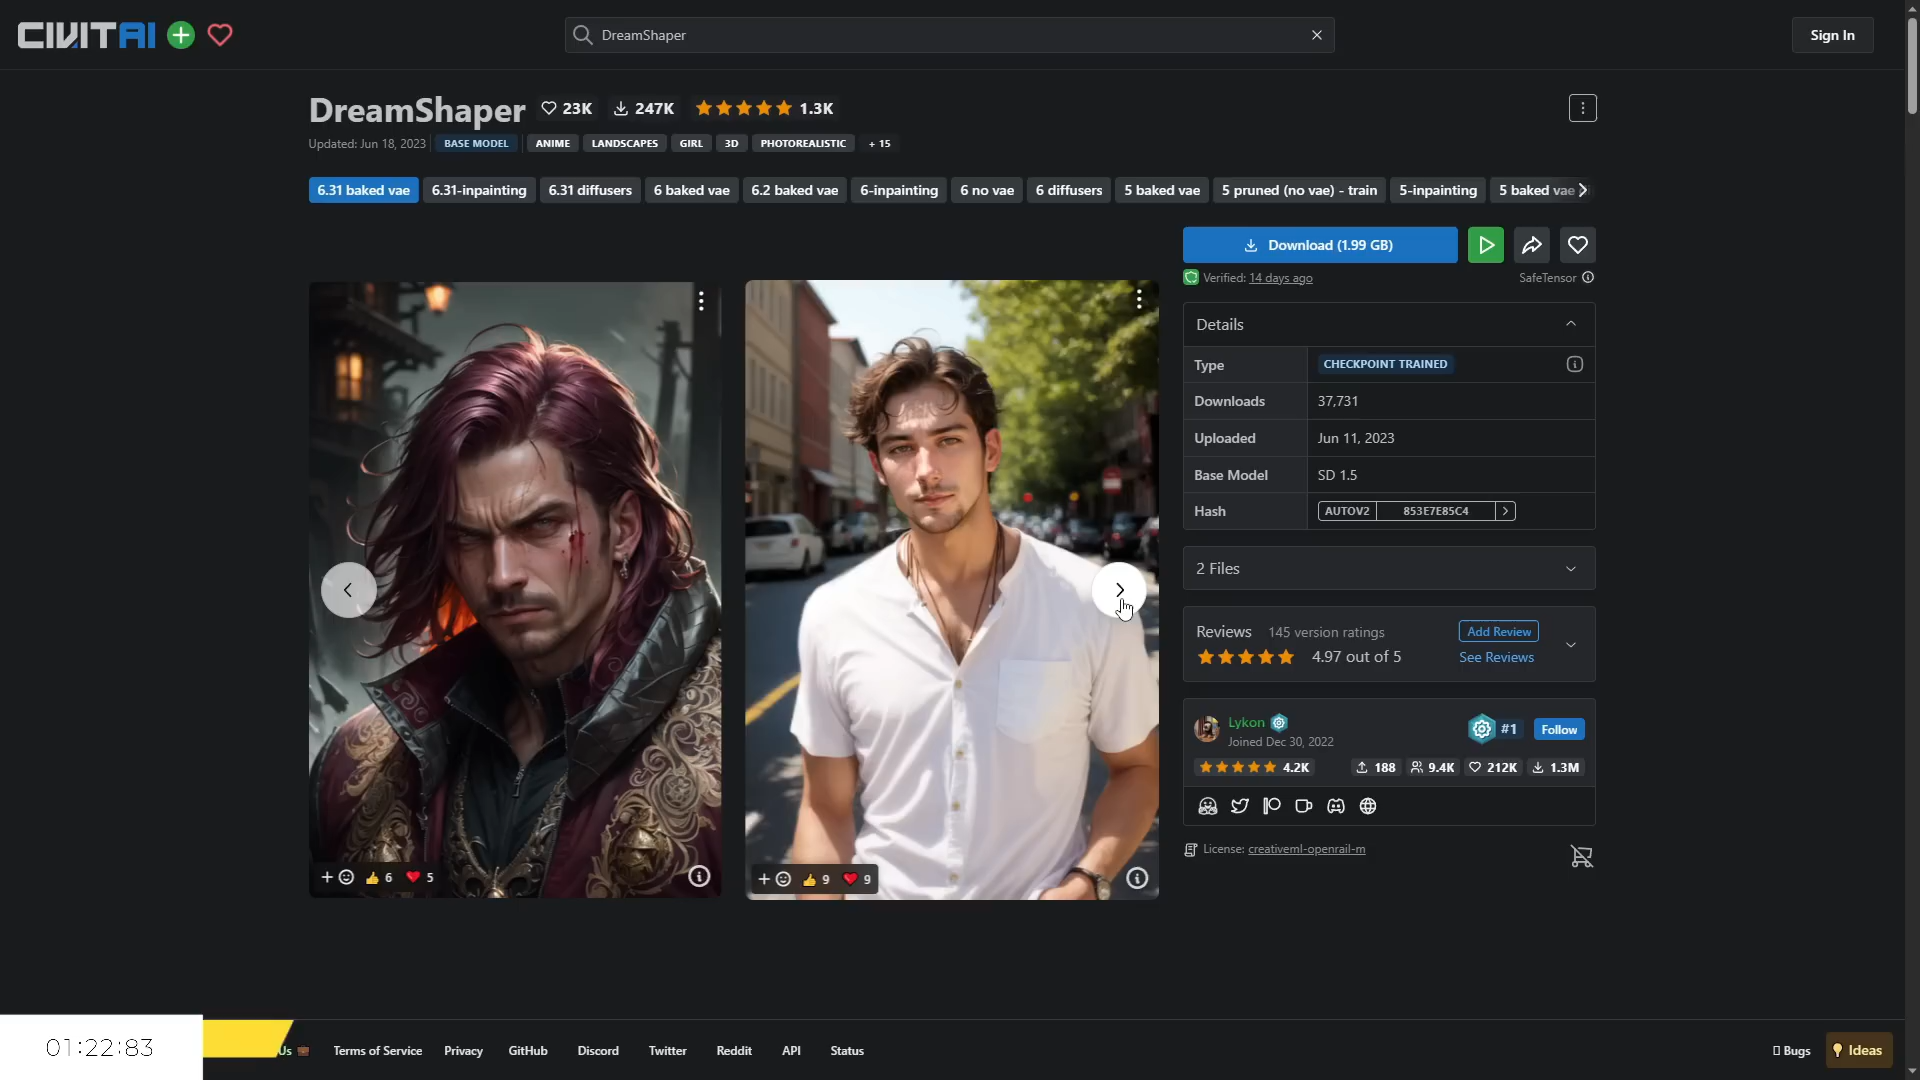 CIVITAI
DreamShaper
Sign In
DreamShaper 23K 247K 1.3K
Updated: Jun 18, 2023 BASE MODEL ANIME LANDSCAPES GIRL 3D PHOTOREALISTIC + 15
6.31 baked vae 6.31-inpainting 6.31 diffusers 6 baked vae 6.2 baked vae 6-inpainting 6 no vae 6 diffusers 5 baked vae 5 pruned (no vae) - train 5-inpainting 5 baked vae
Download (1.99 GB)
Verified: 14 days ago SafeTensor
Details
Type CHECKPOINT TRAINED
Downloads 37,731
Uploaded Jun 11, 2023
Base Model SD 1.5
Hash AUTOV2 853E7E85C4
2 Files
Reviews 145 version ratings Add Review
4.97 out of 5 See Reviews
Lykon #1 Follow
Joined Dec 30, 2022
4.2K 188 9.4K 212K 1.3M
License: creativeml-openrail-m
6 5
9 9
01:22:83
Us Terms of Service Privacy GitHub Discord Twitter Reddit API Status
Bugs Ideas